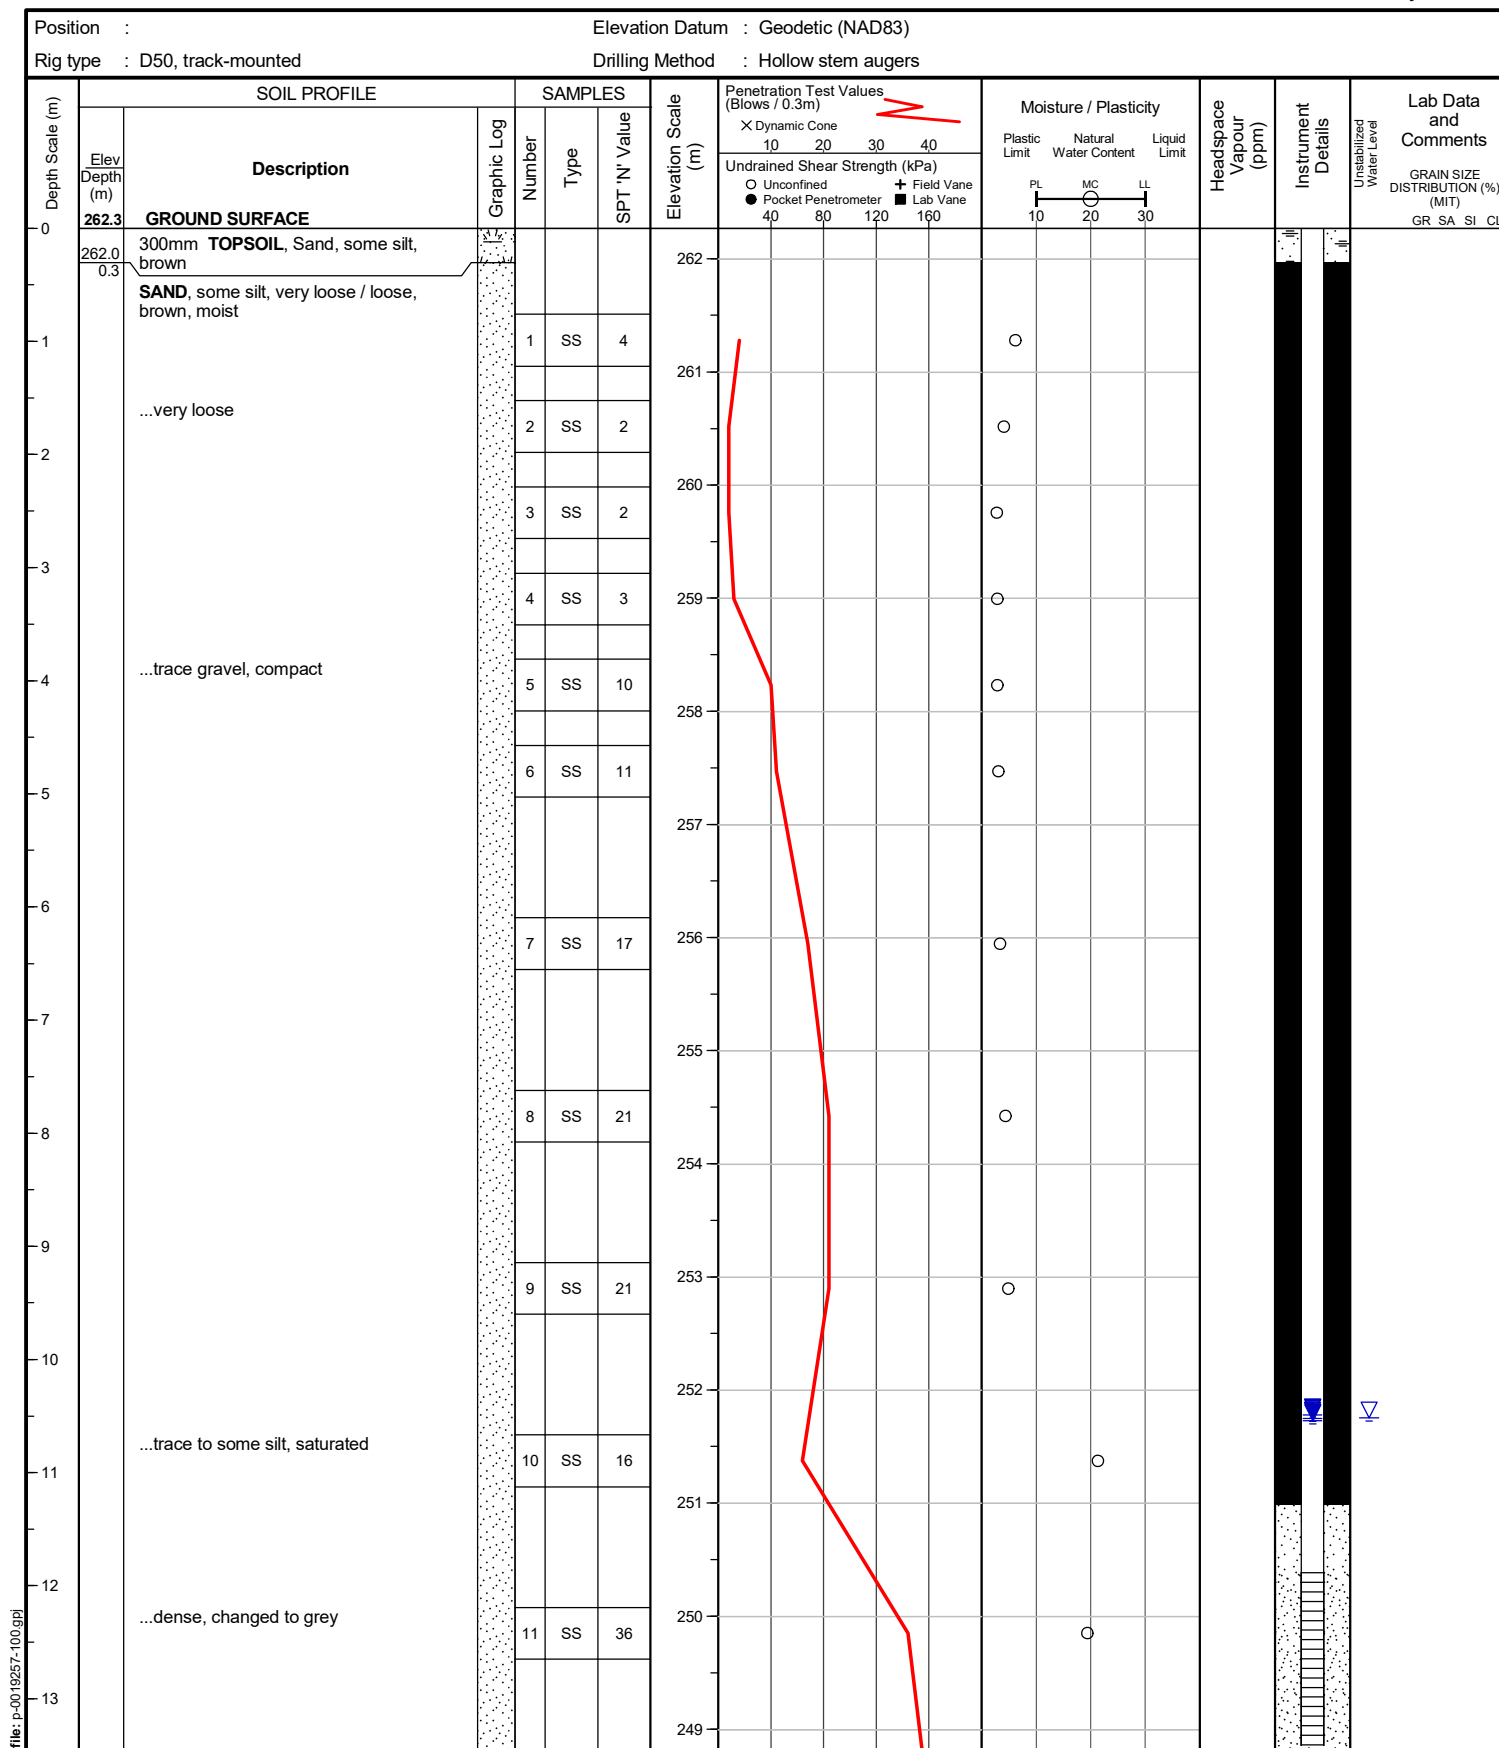 Position :
Elevation Datum : Geodetic (NAD83)
Rig type : D50, track-mounted
Drilling Method : Hollow stem augers
Depth Scale (m)
SOIL PROFILE
Elev
Depth
(m)
Description
Graphic Log
262.3 GROUND SURFACE
SAMPLES
Number
Type
SPT 'N' Value
Elevation Scale
(m)
Penetration Test Values
(Blows / 0.3m)
Dynamic Cone
10 20 30 40
Undrained Shear Strength (kPa)
Unconfined
Field Vane
Pocket Penetrometer
Lab Vane
40 80 120 160
Moisture / Plasticity
Plastic
Limit
Natural
Water Content
Liquid
Limit
PL MC LL
10 20 30
Headspace
Vapour
(ppm)
Instrument
Details
Unstabilized
Water Level
Lab Data
and
Comments
GRAIN SIZE
DISTRIBUTION (%)
(MIT)
GR SA SI CL
0
262.0
0.3
300mm TOPSOIL, Sand, some silt,
brown
SAND, some silt, very loose / loose,
brown, moist
262
1
1 SS 4
261
...very loose
2 SS 2
2
260
3 SS 2
3
4 SS 3
259
...trace gravel, compact
4
5 SS 10
258
6 SS 11
5
257
6
7 SS 17
256
7
255
8 SS 21
8
254
9
253
9 SS 21
10
252
...trace to some silt, saturated
10 SS 16
11
251
12
...dense, changed to grey
250
11 SS 36
13
249
file: p-0019257-100.gpj